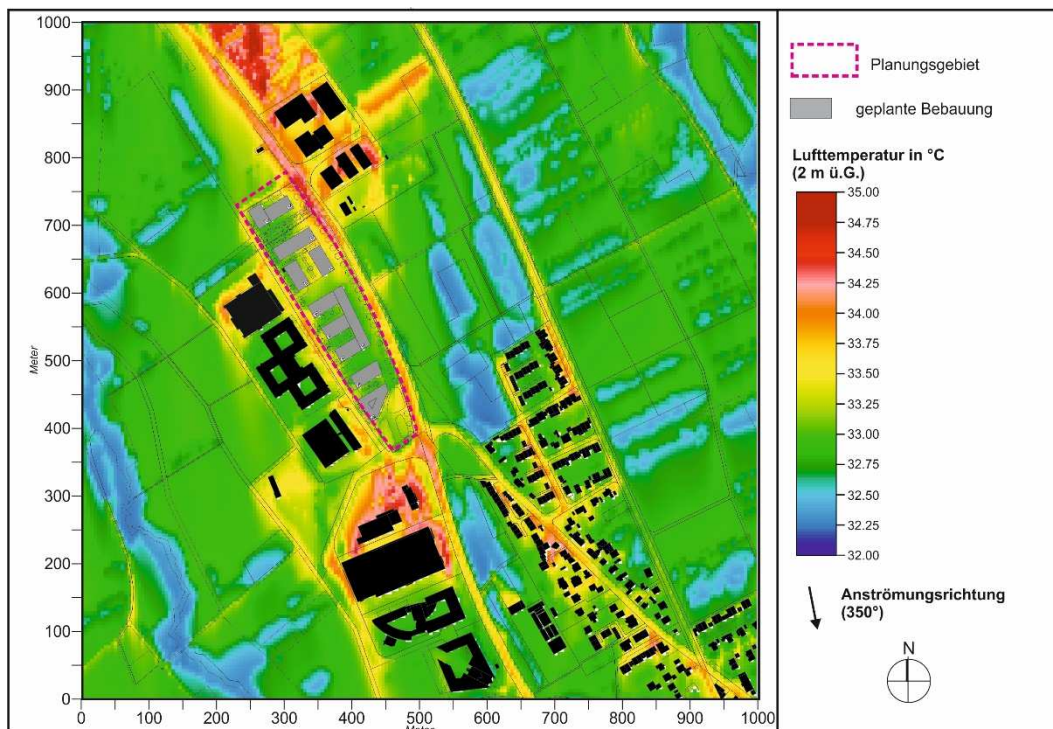 1000
900
800
700
600
500
400
300
200
100
0
Meter
0 100 200 300 400 500 600 700 800 900 1000
Meter
Planungsgebiet
geplante Bebauung
Lufttemperatur in °C
(2 m ü.G.)
35.00
34.75
34.50
34.25
34.00
33.75
33.50
33.25
33.00
32.75
32.50
32.25
32.00
Anströmungsrichtung
(350°)
N